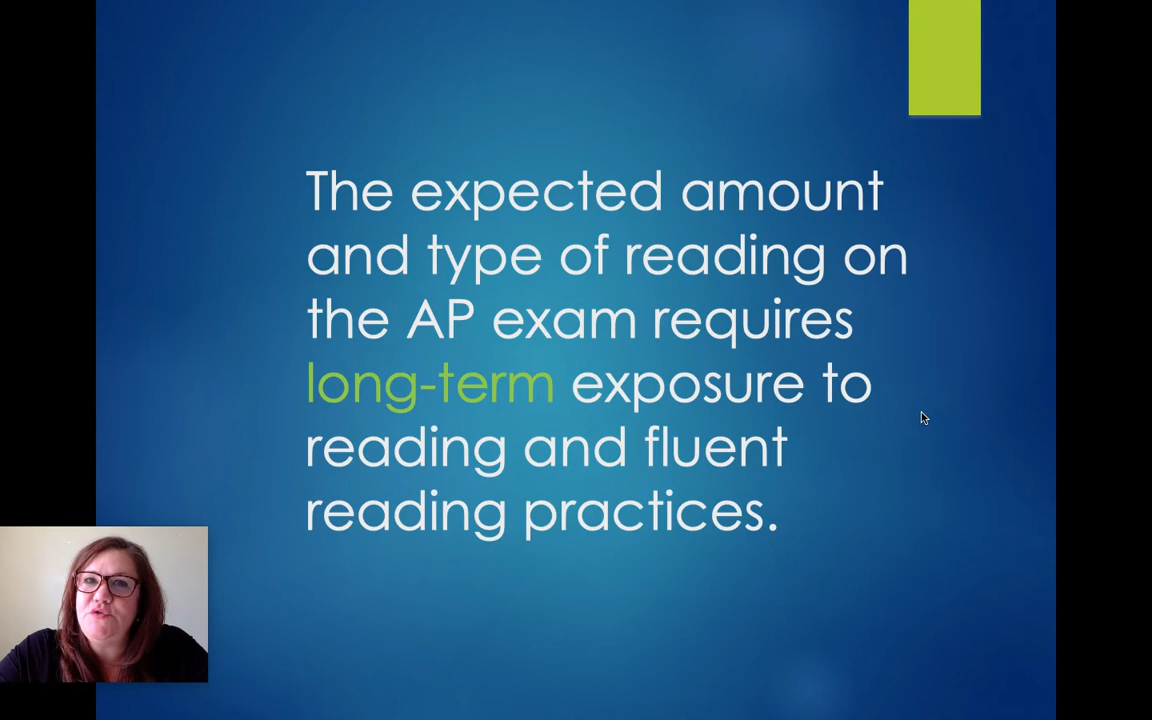 The expected amount
and type of reading on
the AP exam requires
long-term exposure to
reading and fluent
reading practices.